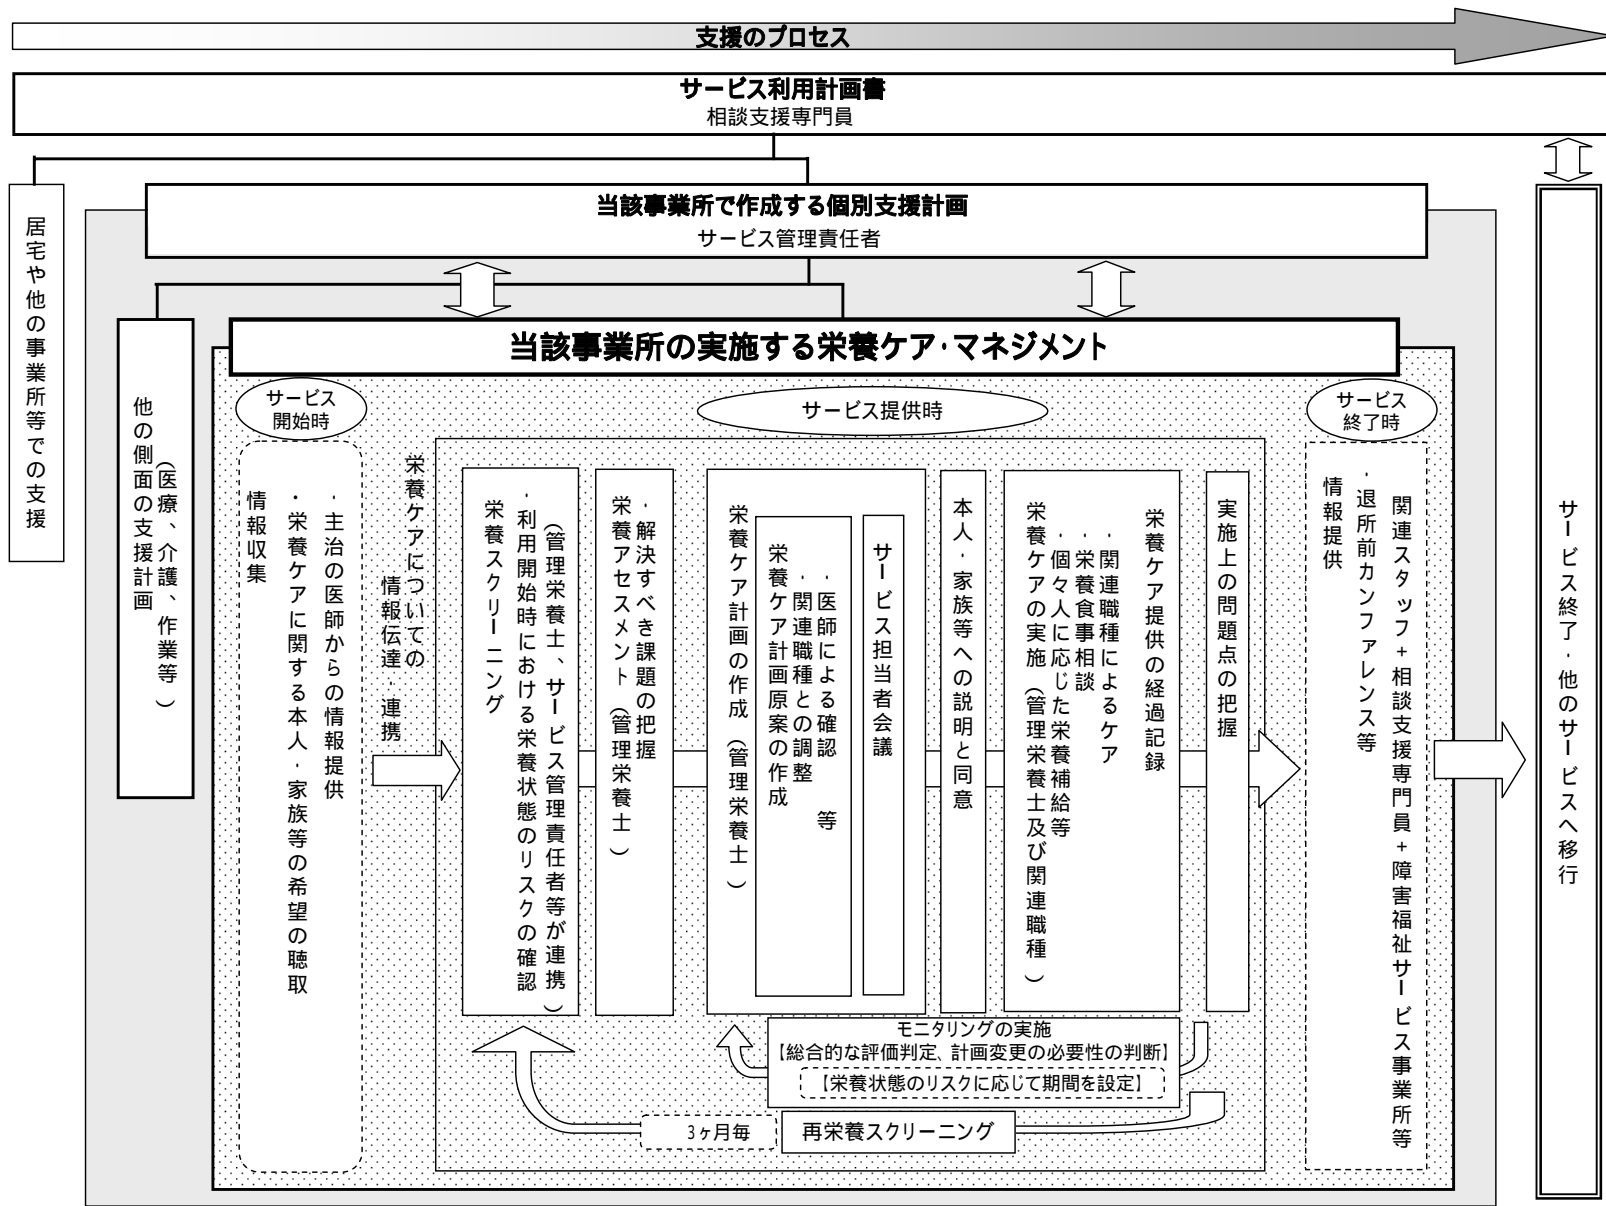 支援のプロセス
サービス利用計画書
相談支援専門員
居宅や他の事業所等での支援
当該事業所で作成する個別支援計画
サービス管理責任者
他の側面の支援計画
(医療、介護、作業等)
当該事業所の実施する栄養ケア・マネジメント
サービス
開始時
情報収集
・栄養ケアに関する本人・家族等の希望の聴取
・主治の医師からの情報提供
栄養ケアについての
情報伝達・連携
サービス提供時
栄養スクリーニング
・利用開始時における栄養状態のリスクの確認
(管理栄養士、サービス管理責任者等が連携)
栄養アセスメント(管理栄養士)
・解決すべき課題の把握
栄養ケア計画の作成(管理栄養士)
栄養ケア計画原案の作成
・関連職種との調整
・医師による確認 等
サービス担当者会議
本人・家族等への説明と同意
栄養ケアの実施(管理栄養士及び関連職種)
・個々人に応じた栄養補給等
・栄養食事相談
・関連職種によるケア
栄養ケア提供の経過記録
実施上の問題点の把握
モニタリングの実施
【総合的な評価判定、計画変更の必要性の判断】
【栄養状態のリスクに応じて期間を設定】
3ヶ月毎
再栄養スクリーニング
サービス
終了時
情報提供
・退所前カンファレンス等
関連スタッフ+相談支援専門員+障害福祉サービス事業所等
サービス終了・他のサービスへ移行